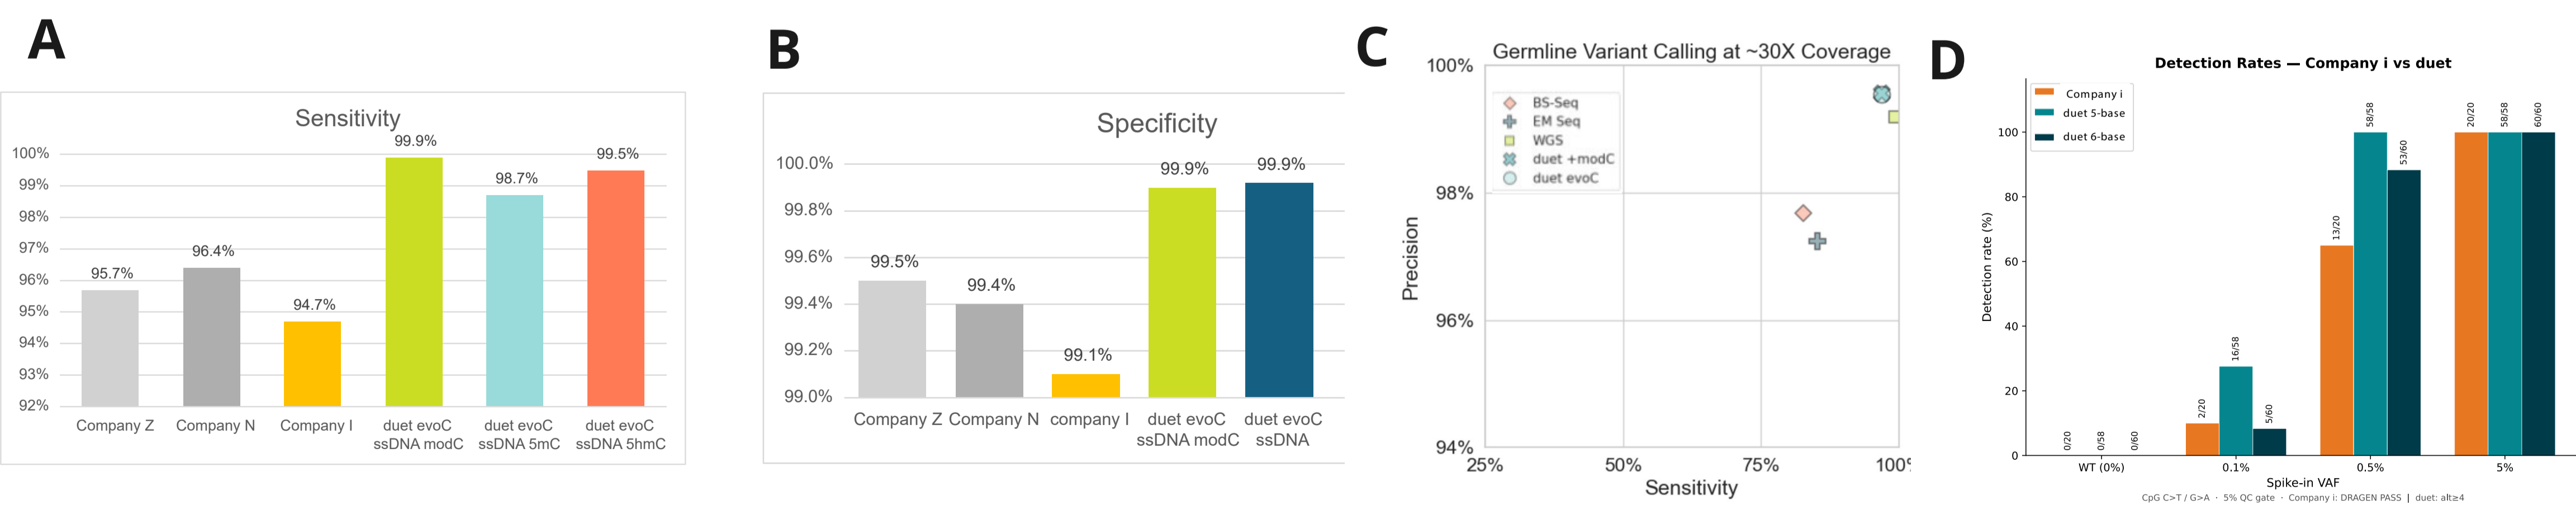 A
Sensitivity
100%
99%
98%
97%
96%
95%
94%
93%
92%
95.7%
96.4%
94.7%
99.9%
98.7%
99.5%
Company Z
Company N
Company I
duet evoC
ssDNA modC
duet evoC
ssDNA 5mC
duet evoC
ssDNA 5hmC
B
Specificity
100.0%
99.8%
99.6%
99.4%
99.2%
99.0%
99.5%
99.4%
99.1%
99.9%
99.9%
Company Z
Company N
company I
duet evoC
ssDNA modC
duet evoC
ssDNA
C
Germline Variant Calling at ~30X Coverage
100%
98%
96%
94%
Precision
BS-Seq
EM Seq
WGS
duet +modC
duet evoC
25%
50%
75%
100%
Sensitivity
D
Detection Rates — Company i vs duet
Company i
duet 5-base
duet 6-base
100
80
60
40
20
0
Detection rate (%)
0/20
0/58
0/60
2/20
16/58
5/60
13/20
58/58
53/60
20/20
58/58
60/60
WT (0%)
0.1%
0.5%
5%
Spike-in VAF
CpG C>T / G>A · 5% QC gate · Company i: DRAGEN PASS | duet: alt≥4